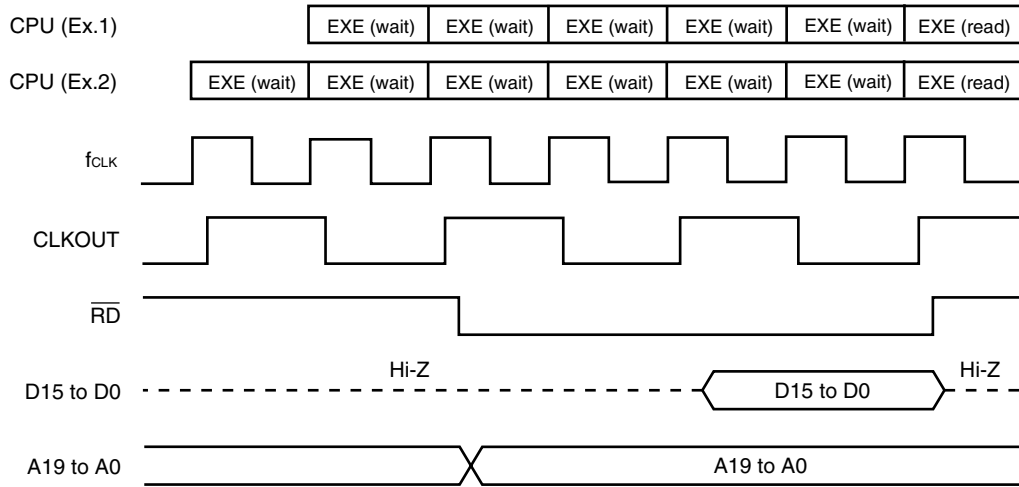 CPU (Ex.1) EXE (wait) EXE (wait) EXE (wait) EXE (wait) EXE (wait) EXE (read)
CPU (Ex.2) EXE (wait) EXE (wait) EXE (wait) EXE (wait) EXE (wait) EXE (wait) EXE (read)
fCLK
CLKOUT
RD
Hi-Z Hi-Z
D15 to D0 D15 to D0
A19 to A0 A19 to A0